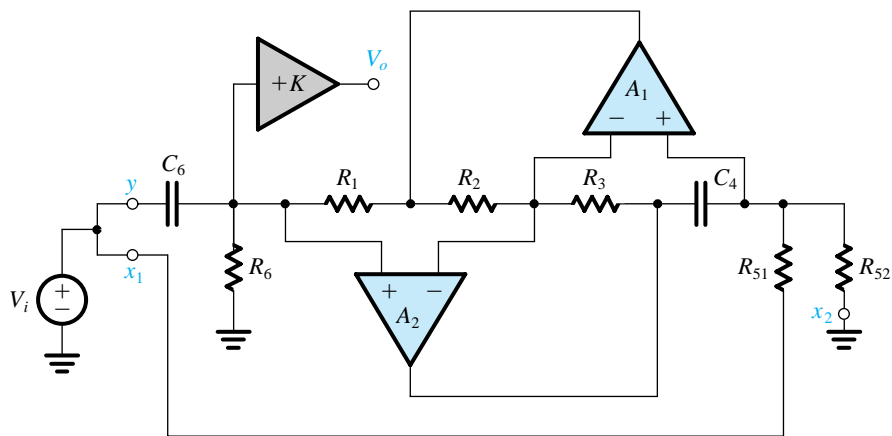 +K
V_o
A_1
− +
C_6
R_1
R_2
R_3
C_4
y
x_1
R_6
R_51
R_52
+ −
A_2
V_i
+
−
x_2